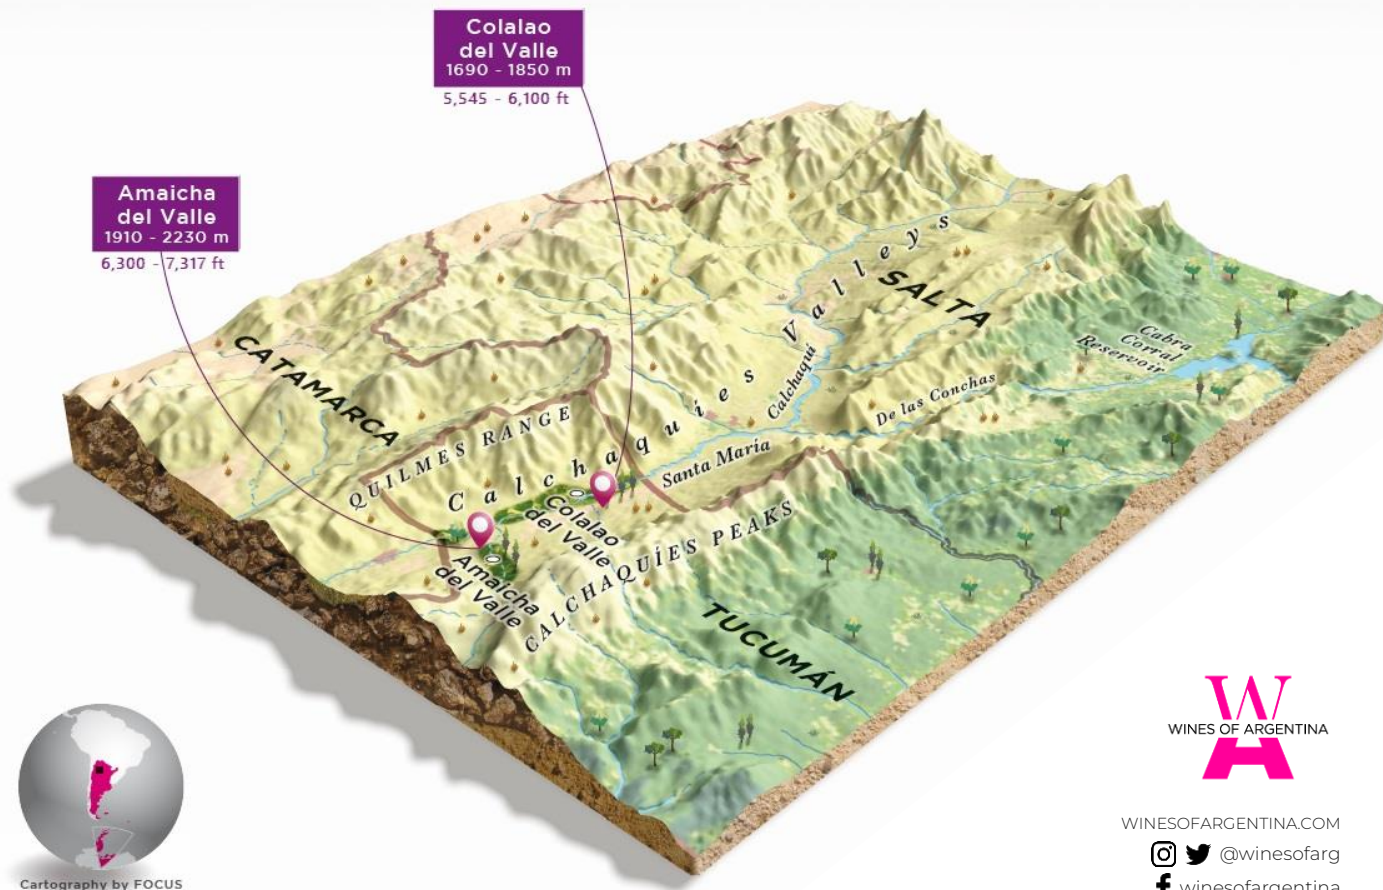 Colalao
del Valle
1690 - 1850 m
5,545 - 6,100 ft
Amaicha
del Valle
1910 - 2230 m
6,300 - 7,317 ft
CATAMARCA
QUILMES RANGE
Calchaquíes Valleys
SALTA
Calchaquí
Santa María
De las Conchas
Cabra
Corral
Reservoir
Colalao
del Valle
Amaicha
del Valle
CALCHAQUÍES PEAKS
TUCUMÁN
WINES OF ARGENTINA
WINESOFARGENTINA.COM
@winesofarg
winesofargentina
Cartography by FOCUS